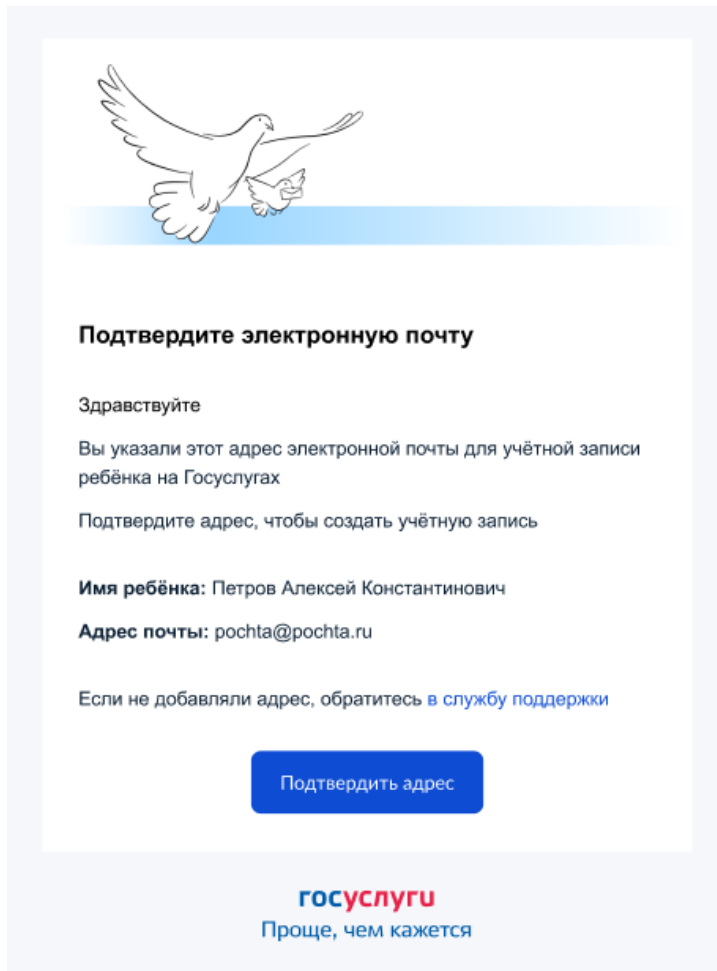 Подтвердите электронную почту
Здравствуйте
Вы указали этот адрес электронной почты для учётной записи
ребёнка на Госуслугах
Подтвердите адрес, чтобы создать учётную запись
Имя ребёнка: Петров Алексей Константинович
Адрес почты: pochta@pochta.ru
Если не добавляли адрес, обратитесь в службу поддержки
Подтвердить адрес
госуслуги
Проще, чем кажется